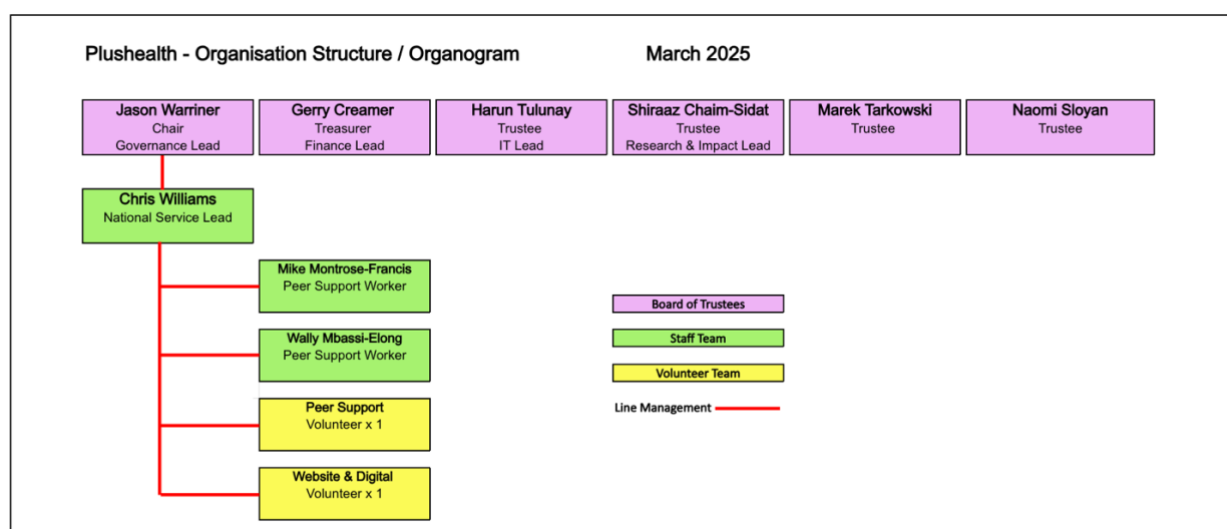 Plushealth - Organisation Structure / Organogram March 2025
Jason Warriner
Chair
Governance Lead
Gerry Creamer
Treasurer
Finance Lead
Harun Tulunay
Trustee
IT Lead
Shiraaz Chaim-Sidat
Trustee
Research & Impact Lead
Marek Tarkowski
Trustee
Naomi Sloyan
Trustee
Chris Williams
National Service Lead
Mike Montrose-Francis
Peer Support Worker
Wally Mbassi-Elong
Peer Support Worker
Peer Support
Volunteer x 1
Website & Digital
Volunteer x 1
Board of Trustees
Staff Team
Volunteer Team
Line Management